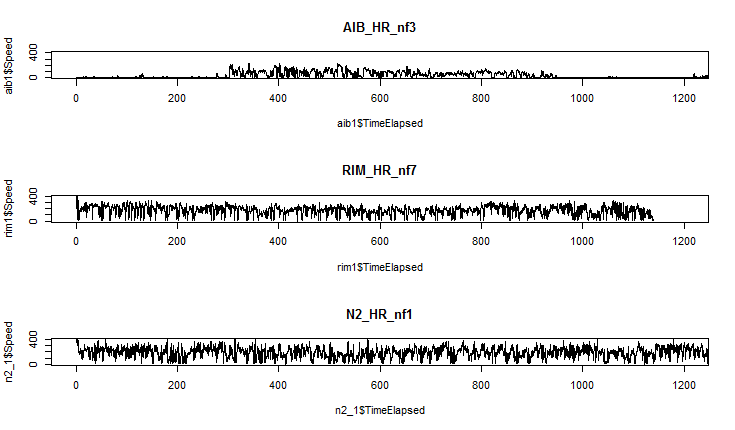 AIB_HR_nf3
400
0
aib1$Speed
0 200 400 600 800 1000 1200
aib1$TimeElapsed
RIM_HR_nf7
400
0
rim1$Speed
0 200 400 600 800 1000 1200
rim1$TimeElapsed
N2_HR_nf1
400
0
n2_1$Speed
0 200 400 600 800 1000 1200
n2_1$TimeElapsed